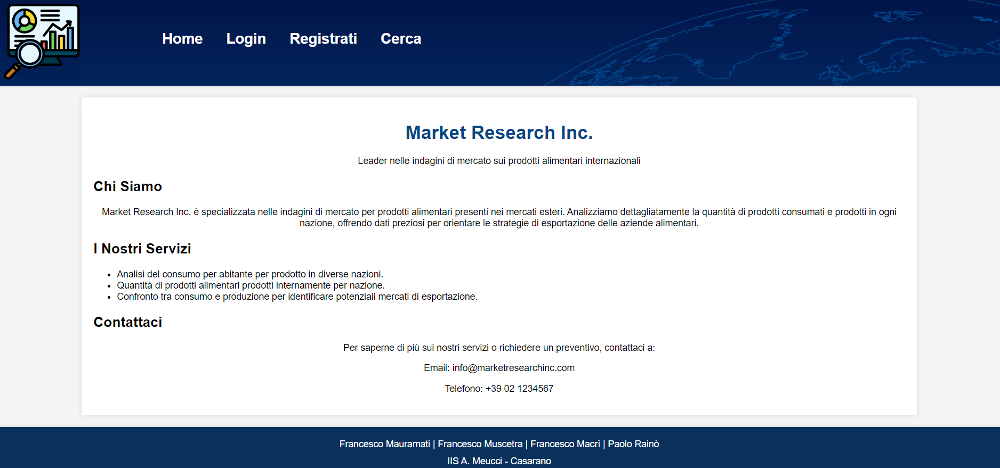 Home Login Registrati Cerca
Market Research Inc.
Leader nelle indagini di mercato sui prodotti alimentari internazionali
Chi Siamo
Market Research Inc. è specializzata nelle indagini di mercato per prodotti alimentari presenti nei mercati esteri. Analizziamo dettagliatamente la quantità di prodotti consumati e prodotti in ogni
nazione, offrendo dati preziosi per orientare le strategie di esportazione delle aziende alimentari.
I Nostri Servizi
• Analisi del consumo per abitante per prodotto in diverse nazioni.
• Quantità di prodotti alimentari prodotti internamente per nazione.
• Confronto tra consumo e produzione per identificare potenziali mercati di esportazione.
Contattaci
Per saperne di più sui nostri servizi o richiedere un preventivo, contattaci a:
Email: info@marketresearchinc.com
Telefono: +39 02 1234567
Francesco Mauramati | Francesco Muscetra | Francesco Macrì | Paolo Rainò
IIS A. Meucci - Casarano